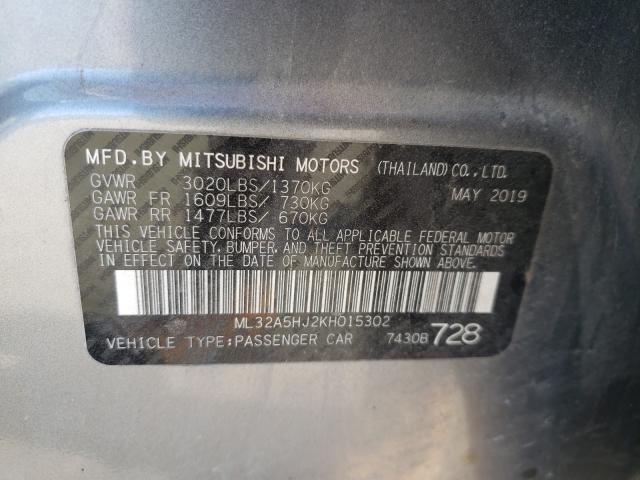 MFD.BY MITSUBISHI MOTORS (THAILAND)CO.,LTD.
GVWR 3020LBS/1370KG MAY 2019
GAWR FR 1609LBS/ 730KG
GAWR RR 1477LBS/ 670KG
THIS VEHICLE CONFORMS TO ALL APPLICABLE FEDERAL MOTOR
VEHICLE SAFETY, BUMPER, AND THEFT PREVENTION STANDARDS
IN EFFECT ON THE DATE OF MANUFACTURE SHOWN ABOVE.
ML32A5HJ2KH015302
VEHICLE TYPE:PASSENGER CAR 7430B 728